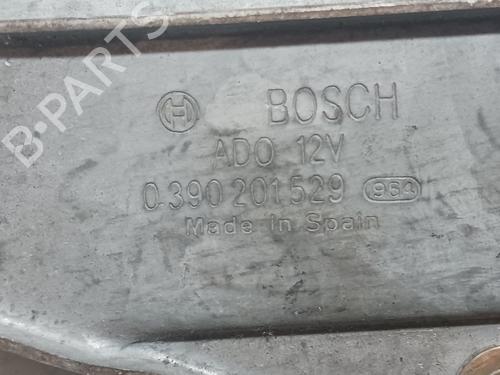 B-PARTS
BOSCH
ADO 12V
0 390 201 529 964
Made in Spain